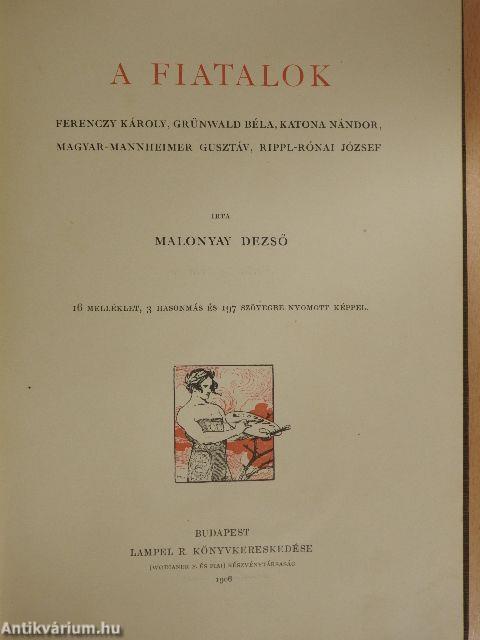 A FIATALOK
FERENCZY KÁROLY, GRÜNWALD BÉLA, KATONA NÁNDOR,
MAGYAR-MANNHEIMER GUSZTÁV, RIPPL-RÓNAI JÓZSEF
IRTA
MALONYAY DEZSŐ
16 MELLÉKLET, 3 HASONMÁS ÉS 197 SZÖVEGBE NYOMOTT KÉPPEL.
BUDAPEST
LAMPEL R. KÖNYVKERESKEDÉSE
(WODIANER F. ÉS FIAI) RÉSZVÉNYTÁRSASÁG
1906
Antikvárium.hu